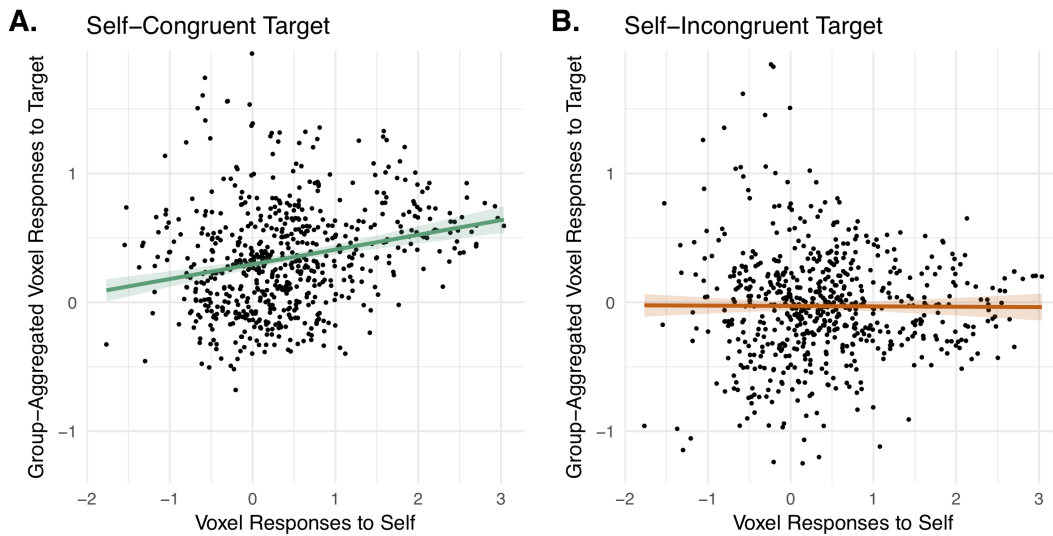 A.
Self−Congruent Target
Group−Aggregated Voxel Responses to Target
1
0
−1
−2 −1 0 1 2 3
Voxel Responses to Self
B.
Self−Incongruent Target
Group−Aggregated Voxel Responses to Target
1
0
−1
−2 −1 0 1 2 3
Voxel Responses to Self